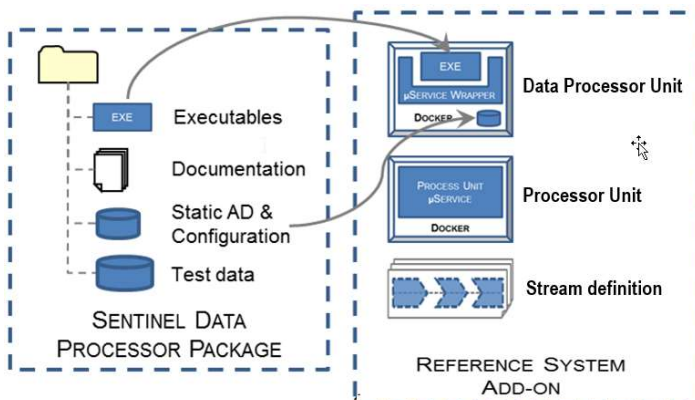 EXE
Executables
Documentation
Static AD &
Configuration
Test data
SENTINEL DATA
PROCESSOR PACKAGE
EXE
µSERVICE WRAPPER
DOCKER
Data Processor Unit
PROCESS UNIT
µSERVICE
DOCKER
Processor Unit
Stream definition
REFERENCE SYSTEM
ADD-ON